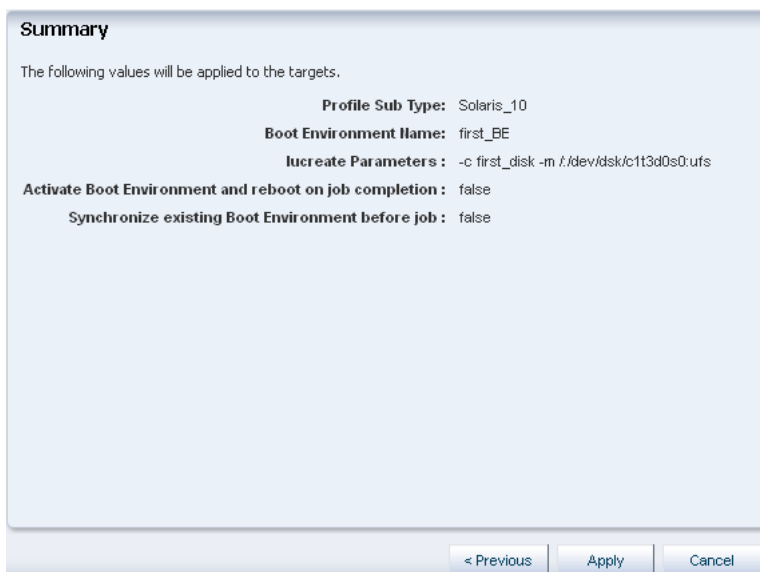 Summary
The following values will be applied to the targets.
Profile Sub Type: Solaris_10
Boot Environment Name: first_BE
lucreate Parameters : -c first_disk -m /:/dev/dsk/c1t3d0s0:ufs
Activate Boot Environment and reboot on job completion : false
Synchronize existing Boot Environment before job : false
< Previous Apply Cancel